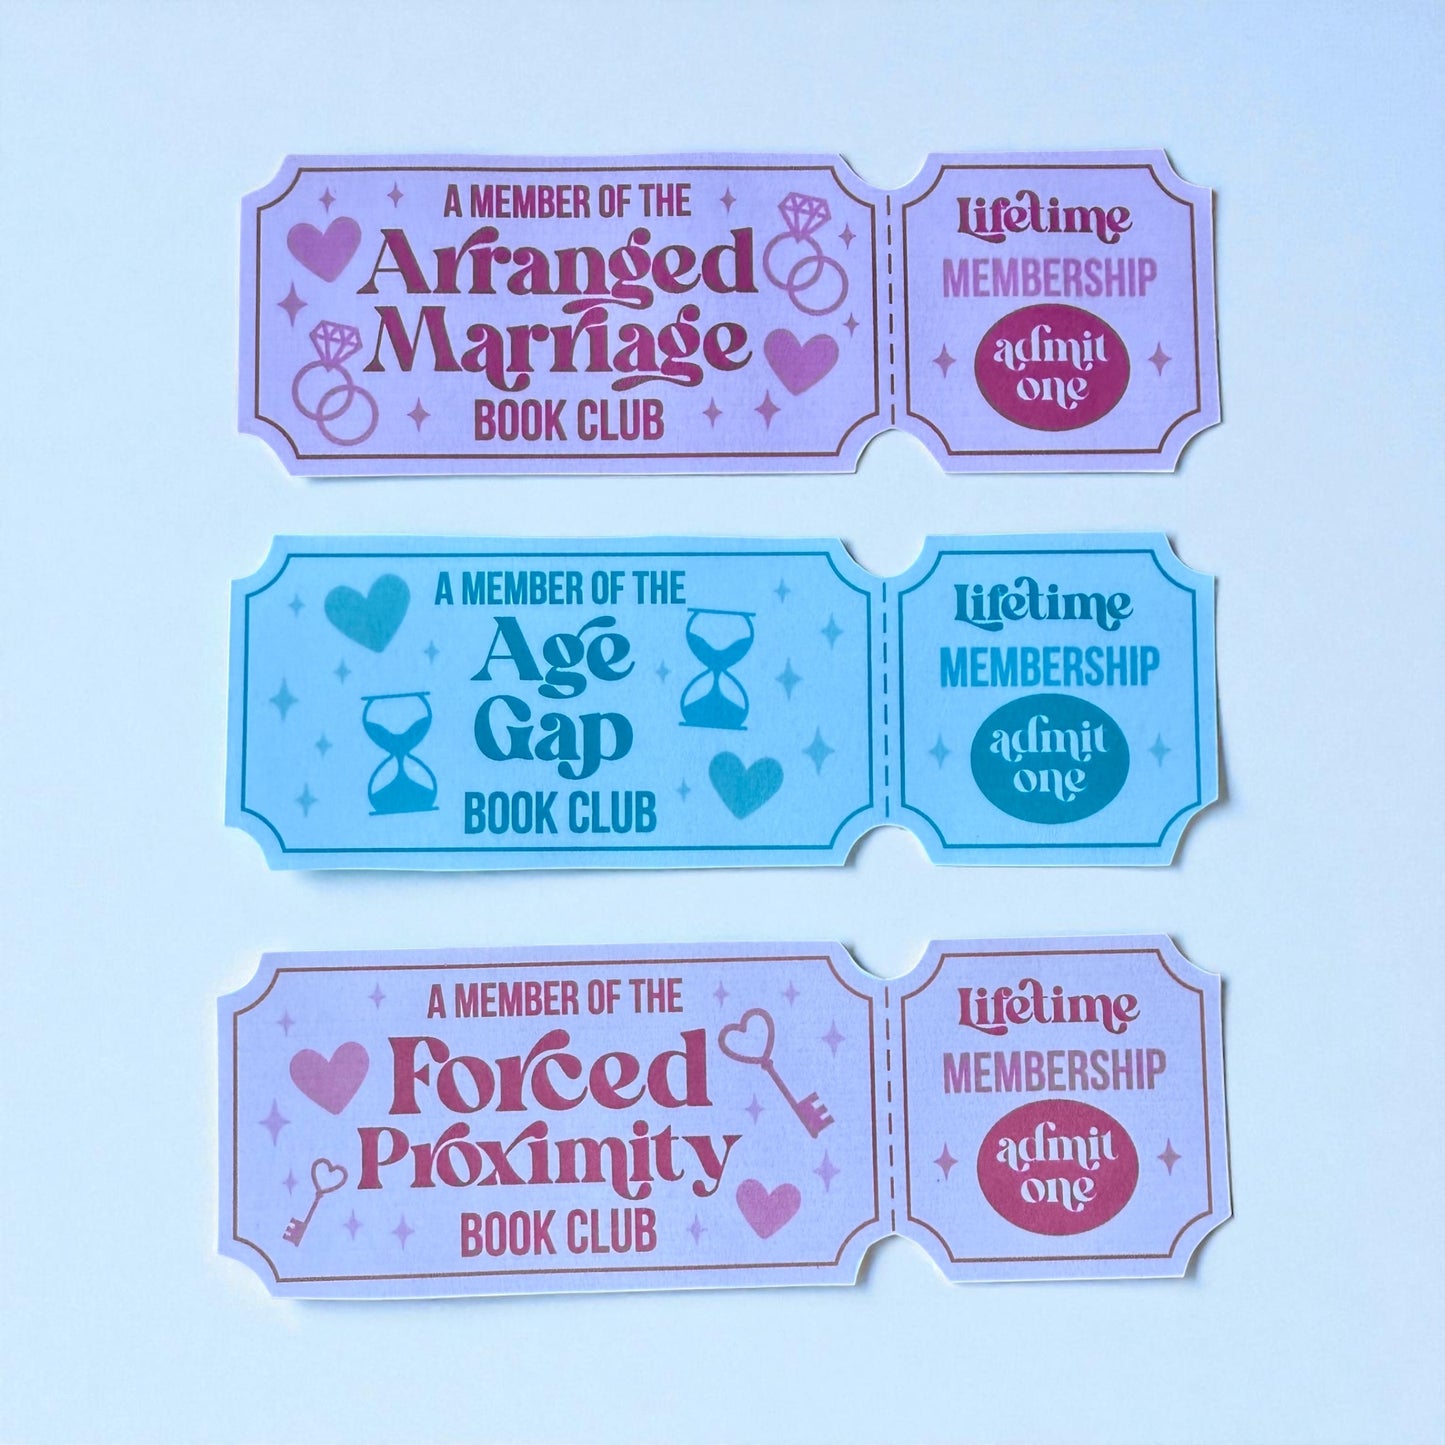 A MEMBER OF THE
Arranged
Marriage
BOOK CLUB
Lifetime
MEMBERSHIP
admit
one
A MEMBER OF THE
Age
Gap
BOOK CLUB
Lifetime
MEMBERSHIP
admit
one
A MEMBER OF THE
Forced
Proximity
BOOK CLUB
Lifetime
MEMBERSHIP
admit
one